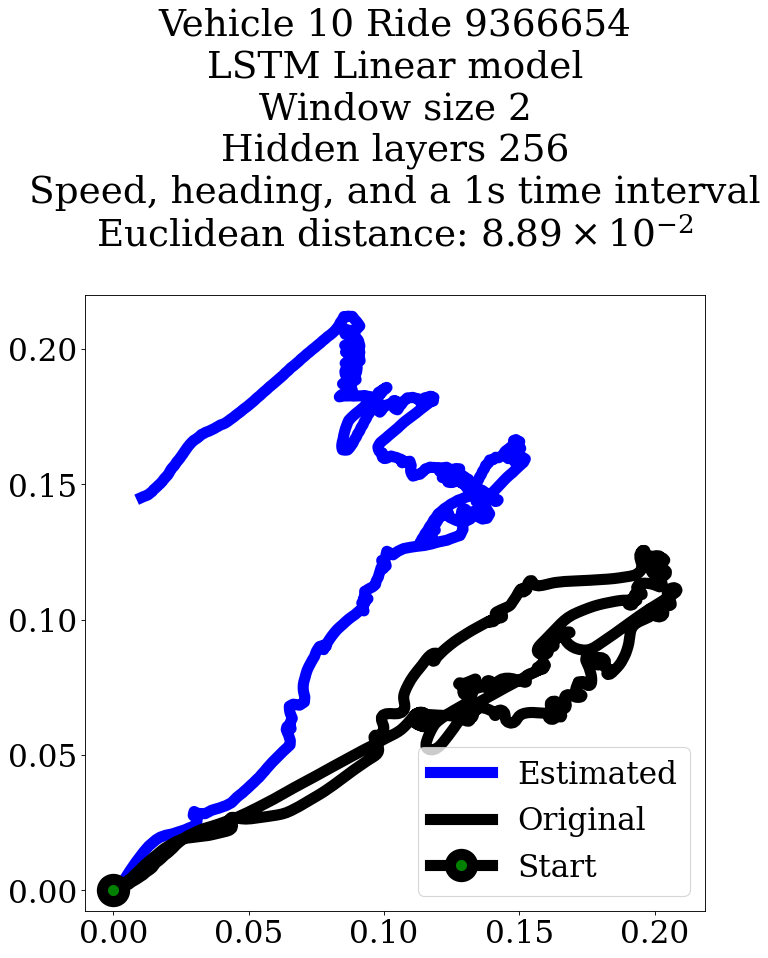 Vehicle 10 Ride 9366654
LSTM Linear model
Window size 2
Hidden layers 256
Speed, heading, and a 1s time interval
Euclidean distance: 8.89 × 10⁻²
0.20
0.15
0.10
0.05
0.00
Estimated
Original
Start
0.00 0.05 0.10 0.15 0.20